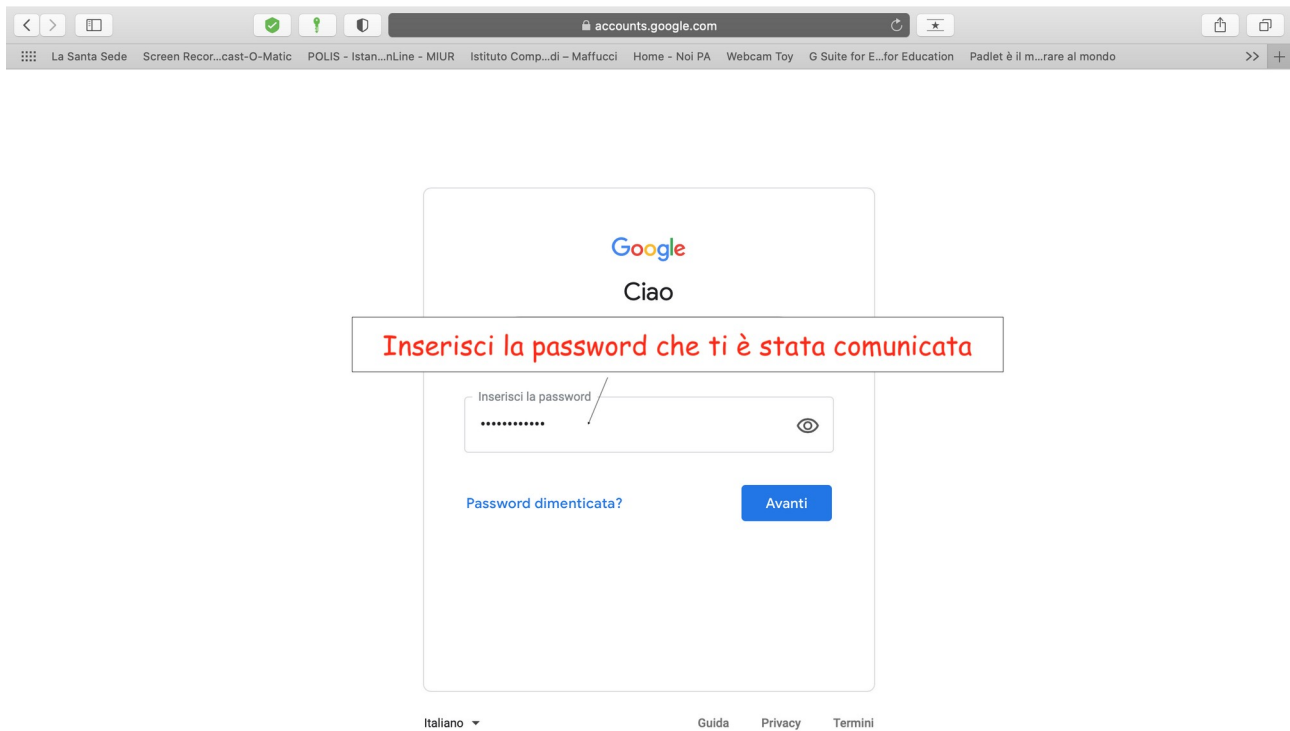 accounts.google.com
La Santa Sede Screen Recor...cast-O-Matic POLIS - Istan...nLine - MIUR Istituto Comp...di – Maffucci Home - Noi PA Webcam Toy G Suite for E...for Education Padlet è il m...rare al mondo >>
Google
Ciao
Inserisci la password che ti è stata comunicata
Inserisci la password
••••••••••••
Password dimenticata? Avanti
Italiano Guida Privacy Termini